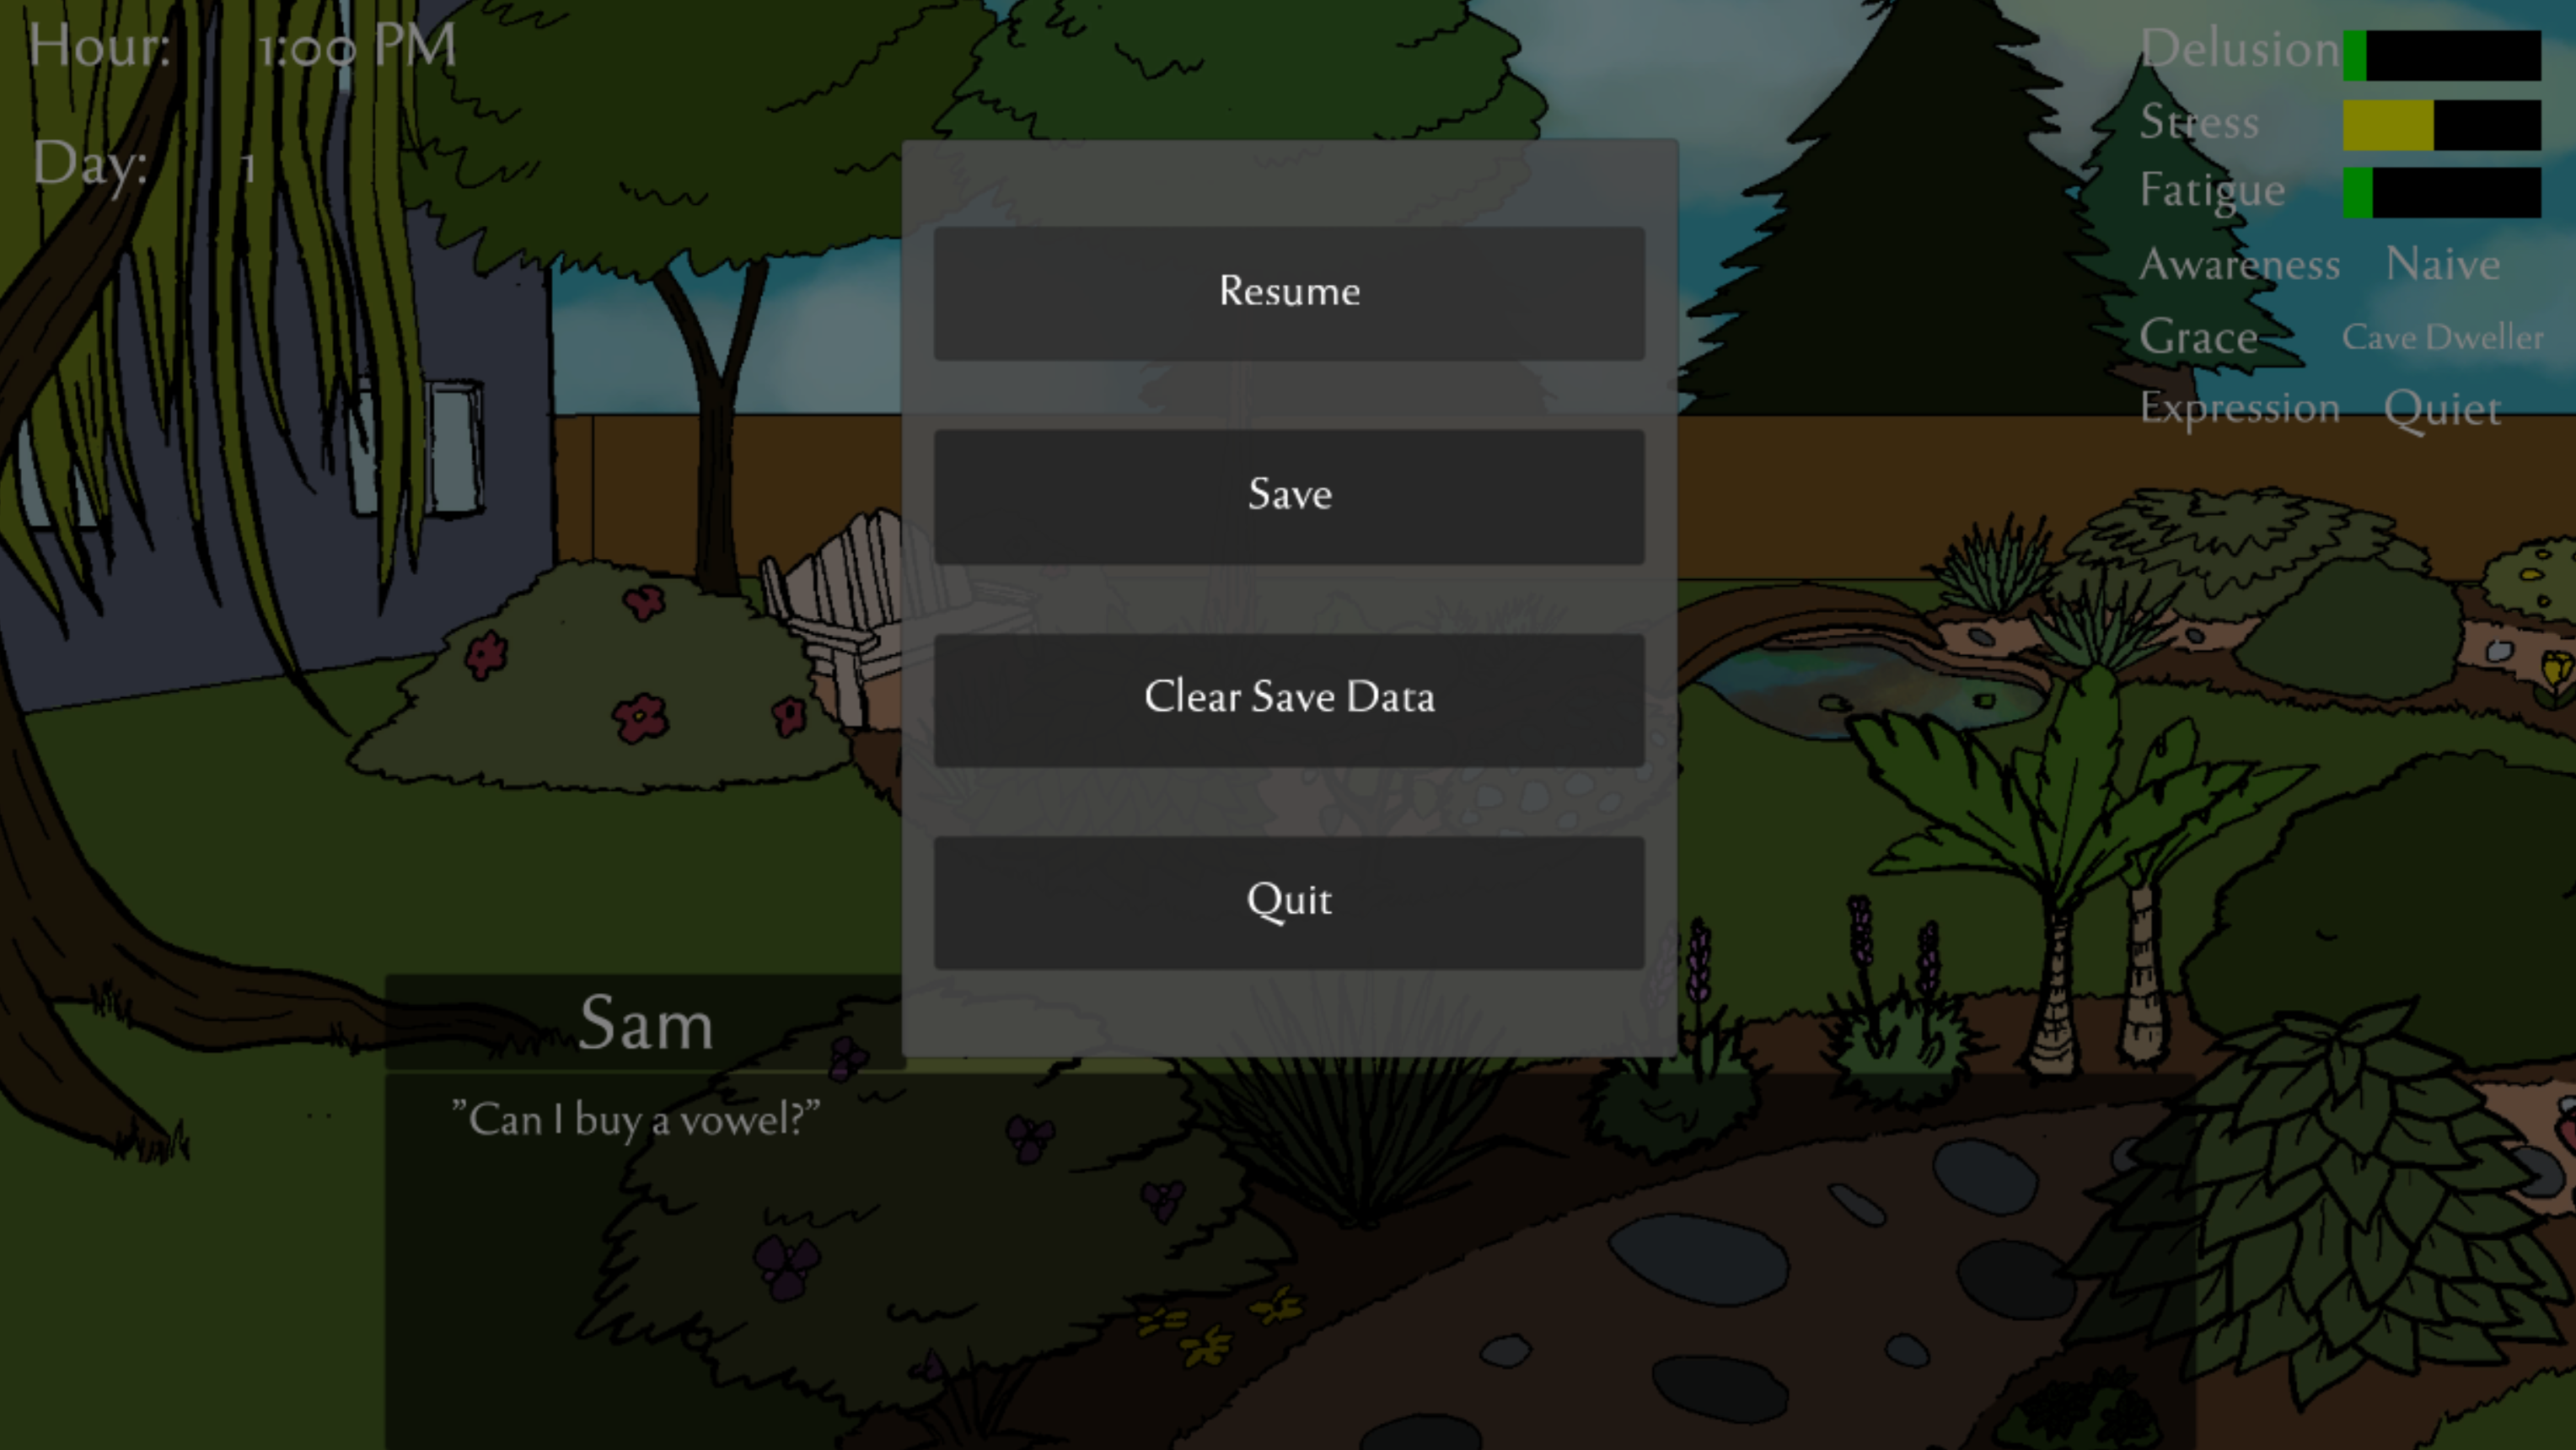 Hour: 1:00 PM
Day: 1
Delusion
Stress
Fatigue
Awareness Naive
Grace Cave Dweller
Expression Quiet
Resume
Save
Clear Save Data
Quit
Sam
”Can I buy a vowel?”